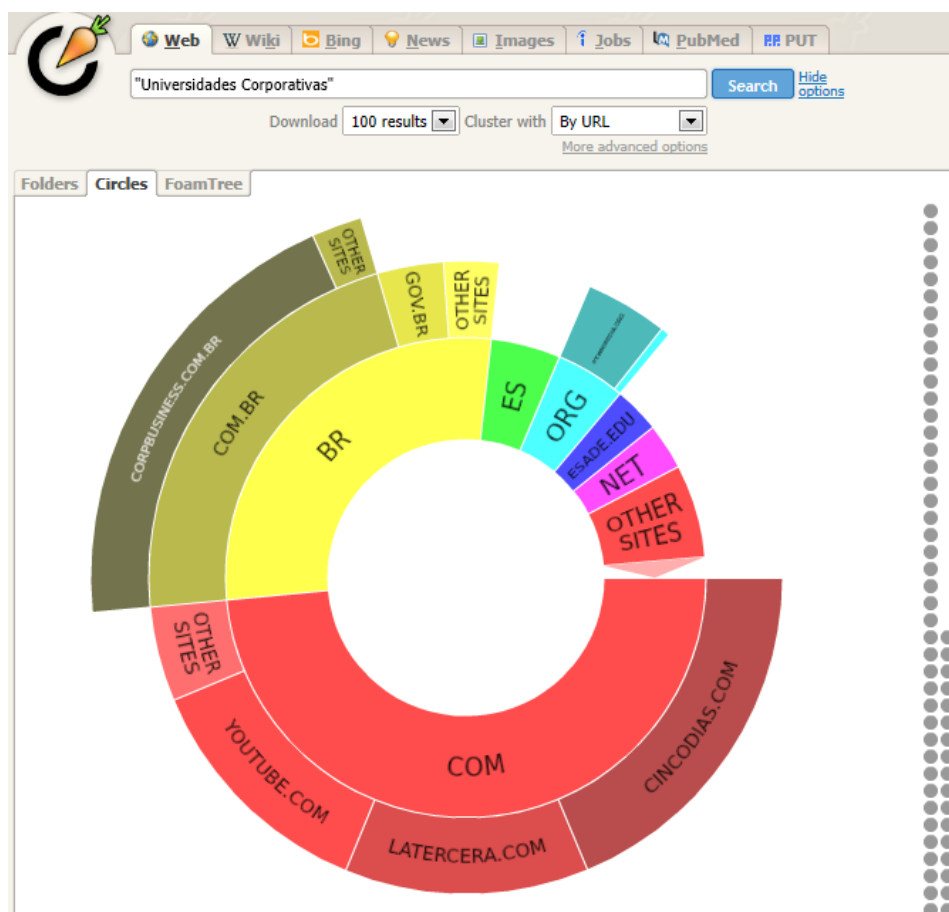 Web
Wiki
Bing
News
Images
Jobs
PubMed
P.P. PUT
"Universidades Corporativas"
Search
Hide
options
Download
100 results
Cluster with
By URL
More advanced options
Folders
Circles
FoamTree
OTHER
SITES
CORPBUSINESS.COM.BR
COM.BR
GOV.BR
OTHER
SITES
BR
ES
ORG
ESADE.EDU
NET
OTHER
SITES
OTHER
SITES
YOUTUBE.COM
COM
LATERCERA.COM
CINCODIAS.COM